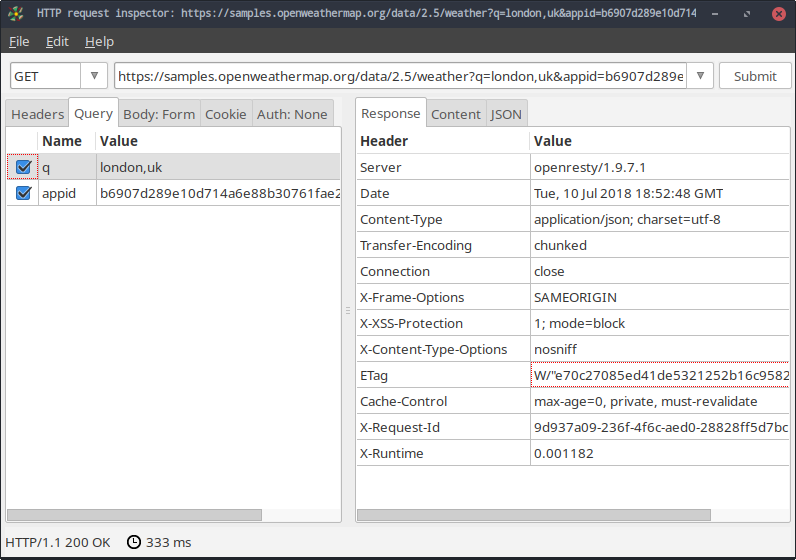 HTTP request inspector: https://samples.openweathermap.org/data/2.5/weather?q=london,uk&appid=b6907d289e10d714
File Edit Help
GET https://samples.openweathermap.org/data/2.5/weather?q=london,uk&appid=b6907d289e Submit
Headers Query Body: Form Cookie Auth: None
Name Value
q london,uk
appid b6907d289e10d714a6e88b30761fae2
Response Content JSON
Header Value
Server openresty/1.9.7.1
Date Tue, 10 Jul 2018 18:52:48 GMT
Content-Type application/json; charset=utf-8
Transfer-Encoding chunked
Connection close
X-Frame-Options SAMEORIGIN
X-XSS-Protection 1; mode=block
X-Content-Type-Options nosniff
ETag W/"e70c27085ed41de5321252b16c9582
Cache-Control max-age=0, private, must-revalidate
X-Request-Id 9d937a09-236f-4f6c-aed0-28828ff5d7bc
X-Runtime 0.001182
HTTP/1.1 200 OK 333 ms